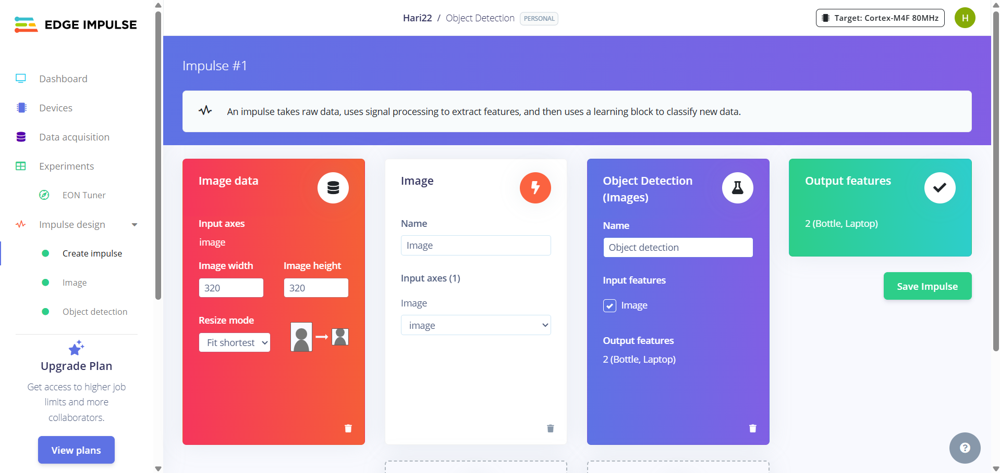 EDGE IMPULSE
Dashboard
Devices
Data acquisition
Experiments
EON Tuner
Impulse design
Create impulse
Image
Object detection
Upgrade Plan
Get access to higher job
limits and more
collaborators.
View plans
Hari22 / Object Detection PERSONAL
Target: Cortex-M4F 80MHz
H
Impulse #1
An impulse takes raw data, uses signal processing to extract features, and then uses a learning block to classify new data.
Image data
Input axes
image
Image width
Image height
320
320
Resize mode
Fit shortest
Image
Name
Image
Input axes (1)
Image
image
Object Detection
(Images)
Name
Object detection
Input features
Image
Output features
2 (Bottle, Laptop)
Output features
2 (Bottle, Laptop)
Save Impulse
?